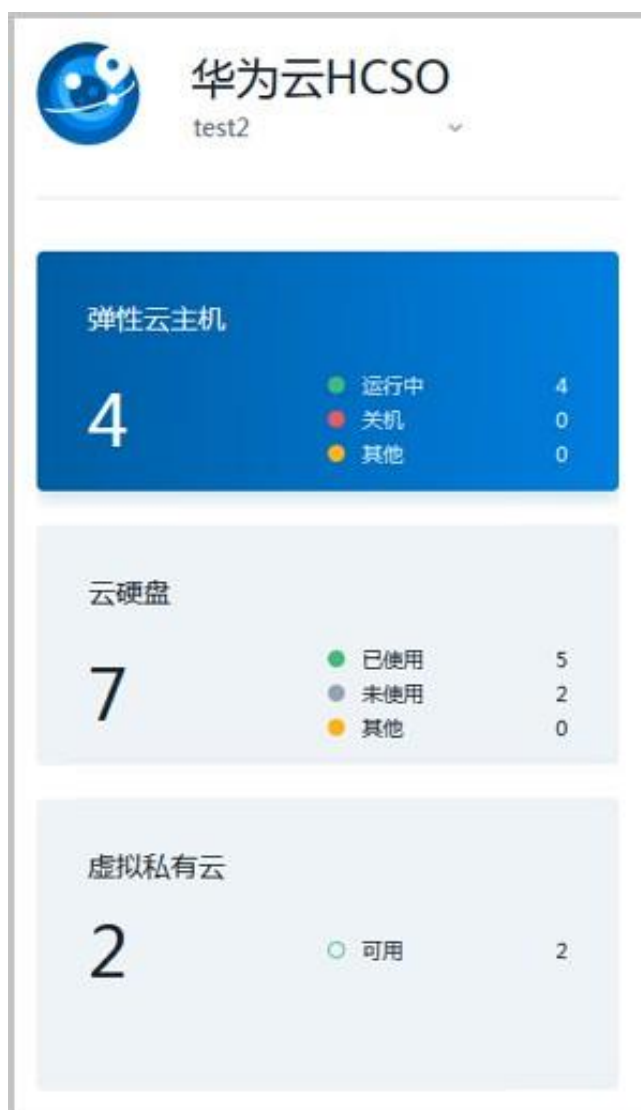 华为云HCSO
test2
弹性云主机
4
运行中 4
关机 0
其他 0
云硬盘
7
已使用 5
未使用 2
其他 0
虚拟私有云
2
可用 2